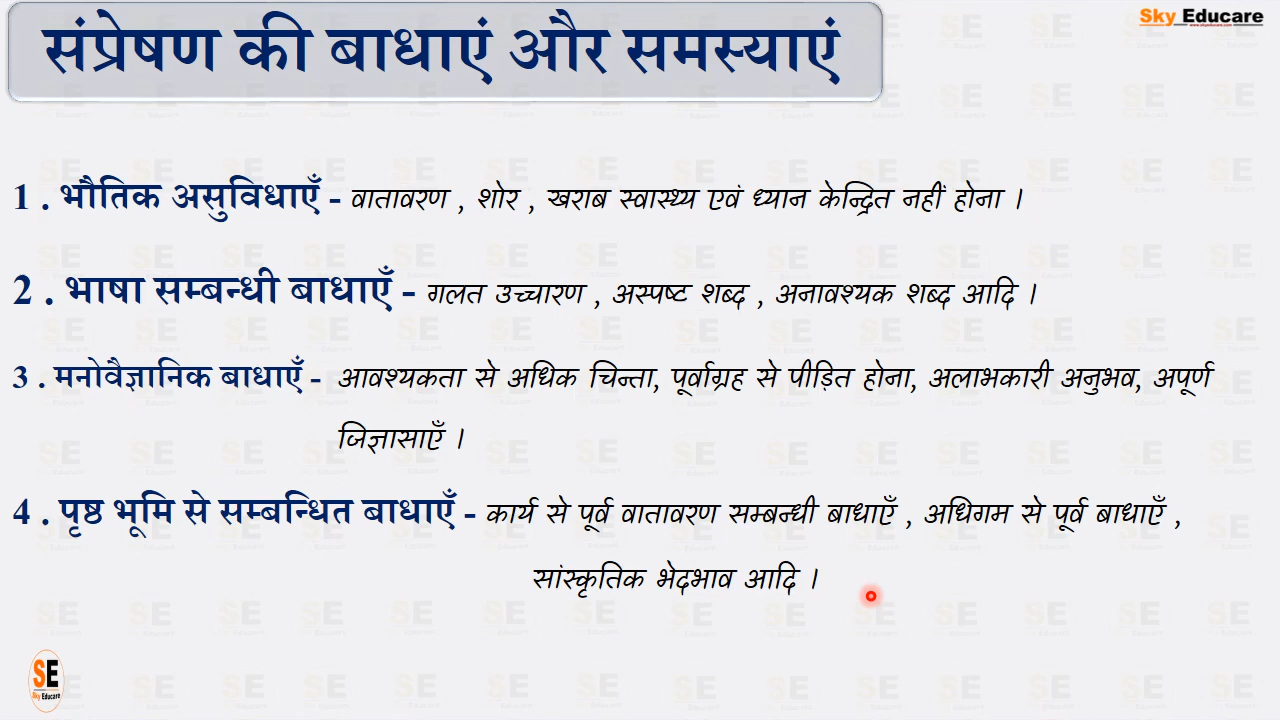 संप्रेषण की बाधाएं और समस्याएं
Sky Educare
1 . भौतिक असुविधाएँ - वातावरण , शोर , खराब स्वास्थ्य एवं ध्यान केन्द्रित नहीं होना ।
2 . भाषा सम्बन्धी बाधाएँ - गलत उच्चारण , अस्पष्ट शब्द , अनावश्यक शब्द आदि ।
3 . मनोवैज्ञानिक बाधाएँ - आवश्यकता से अधिक चिन्ता, पूर्वाग्रह से पीड़ित होना, अलाभकारी अनुभव, अपूर्ण
जिज्ञासाएँ ।
4 . पृष्ठ भूमि से सम्बन्धित बाधाएँ - कार्य से पूर्व वातावरण सम्बन्धी बाधाएँ , अधिगम से पूर्व बाधाएँ ,
सांस्कृतिक भेदभाव आदि ।
SE
Sky Educare